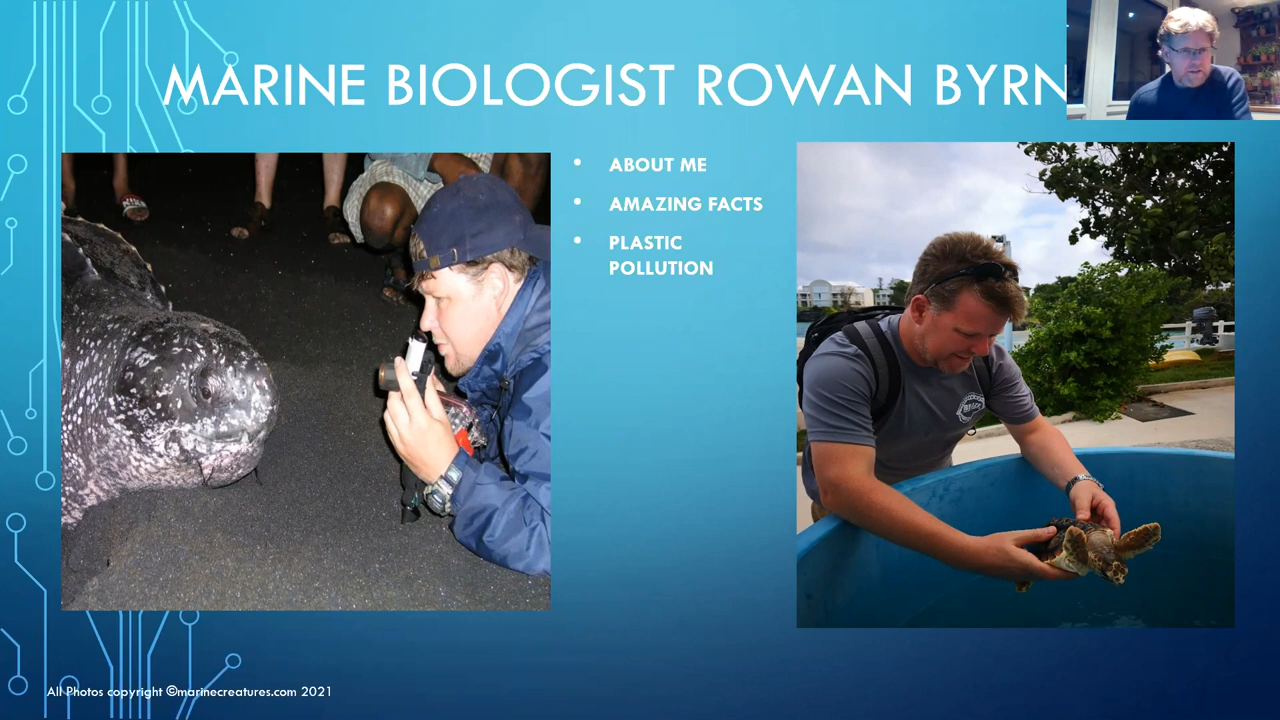 MARINE BIOLOGIST ROWAN BYRN
• ABOUT ME
• AMAZING FACTS
• PLASTIC
POLLUTION
All Photos copyright ©marinecreatures.com 2021